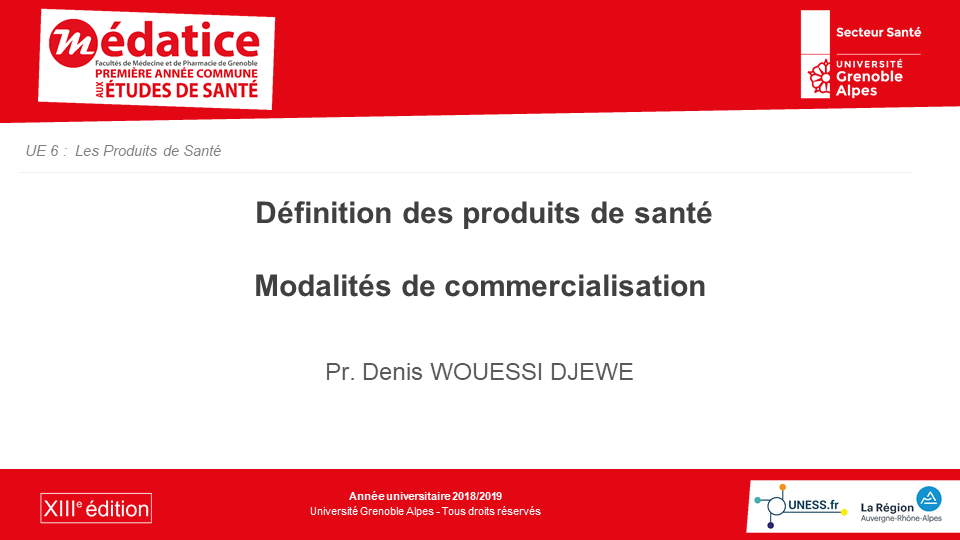 médatice
Facultés de Médecine et de Pharmacie de Grenoble
PREMIÈRE ANNÉE COMMUNE
AUX ÉTUDES DE SANTÉ
Secteur Santé
UNIVERSITÉ
Grenoble
Alpes
UE 6 : Les Produits de Santé
Définition des produits de santé
Modalités de commercialisation
Pr. Denis WOUESSI DJEWE
XIIIe édition
Année universitaire 2018/2019
Université Grenoble Alpes - Tous droits réservés
UNESS.fr
La Région
Auvergne-Rhône-Alpes